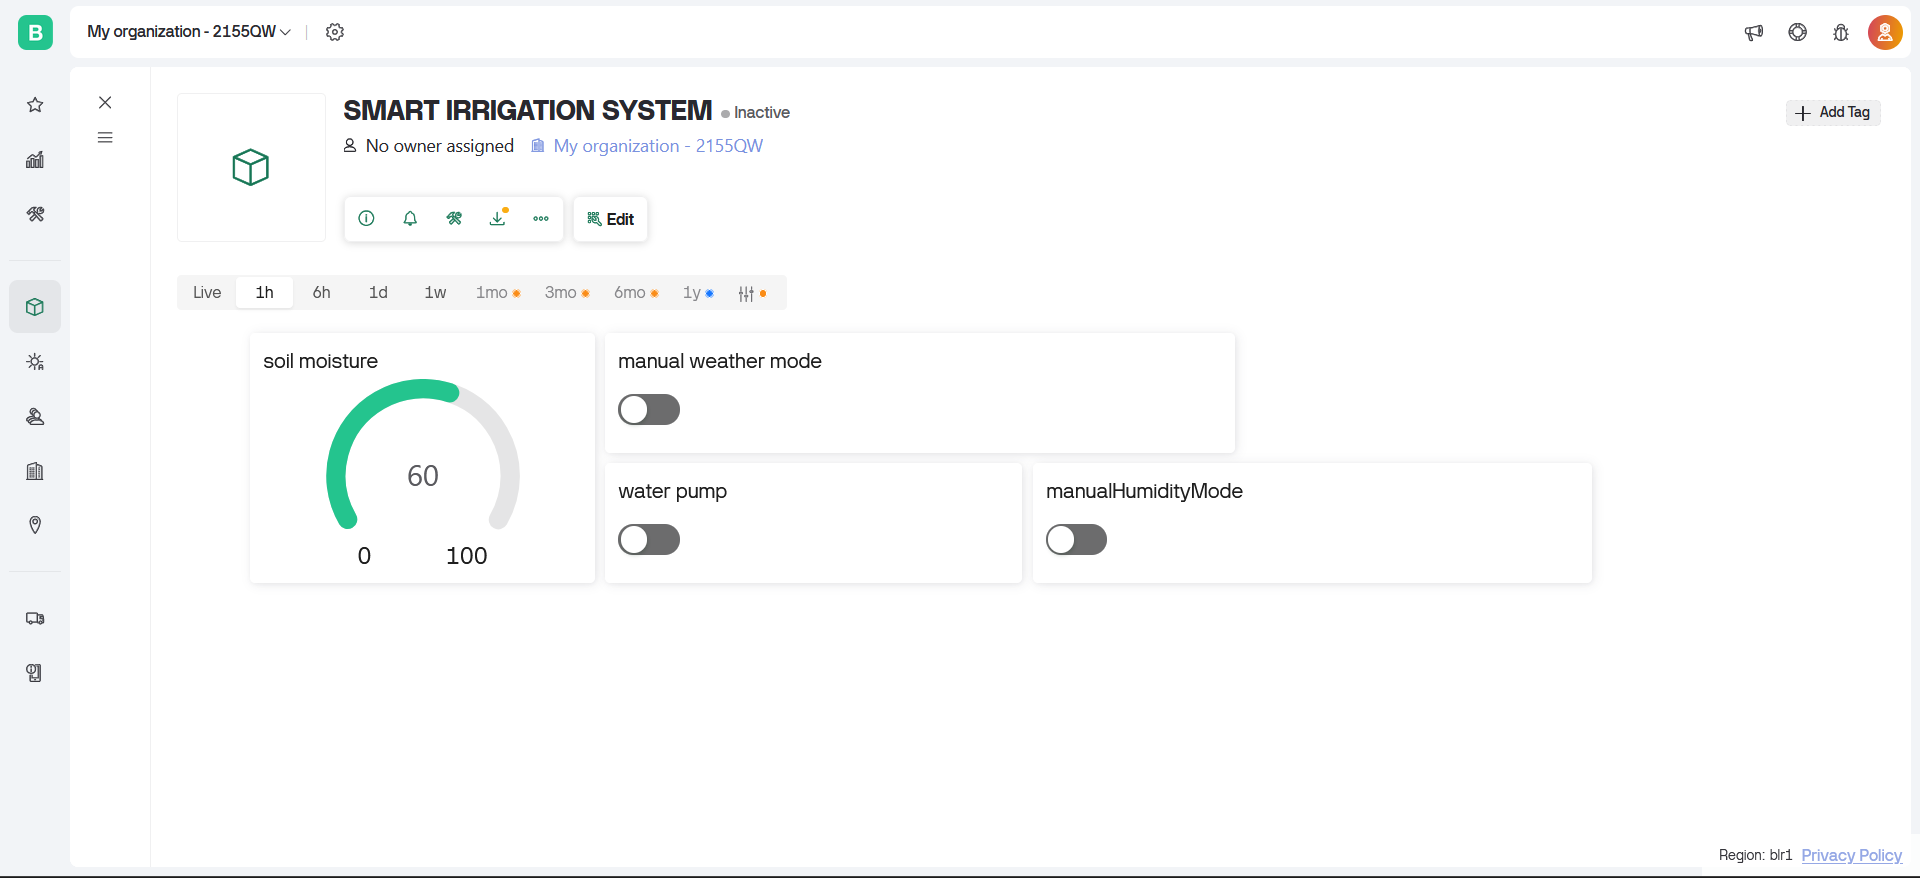 B
My organization - 2155QW
SMART IRRIGATION SYSTEM
Inactive
Add Tag
No owner assigned
My organization - 2155QW
Edit
Live 1h 6h 1d 1w 1mo 3mo 6mo 1y
soil moisture
60
0 100
manual weather mode
water pump
manualHumidityMode
Region: blr1 Privacy Policy